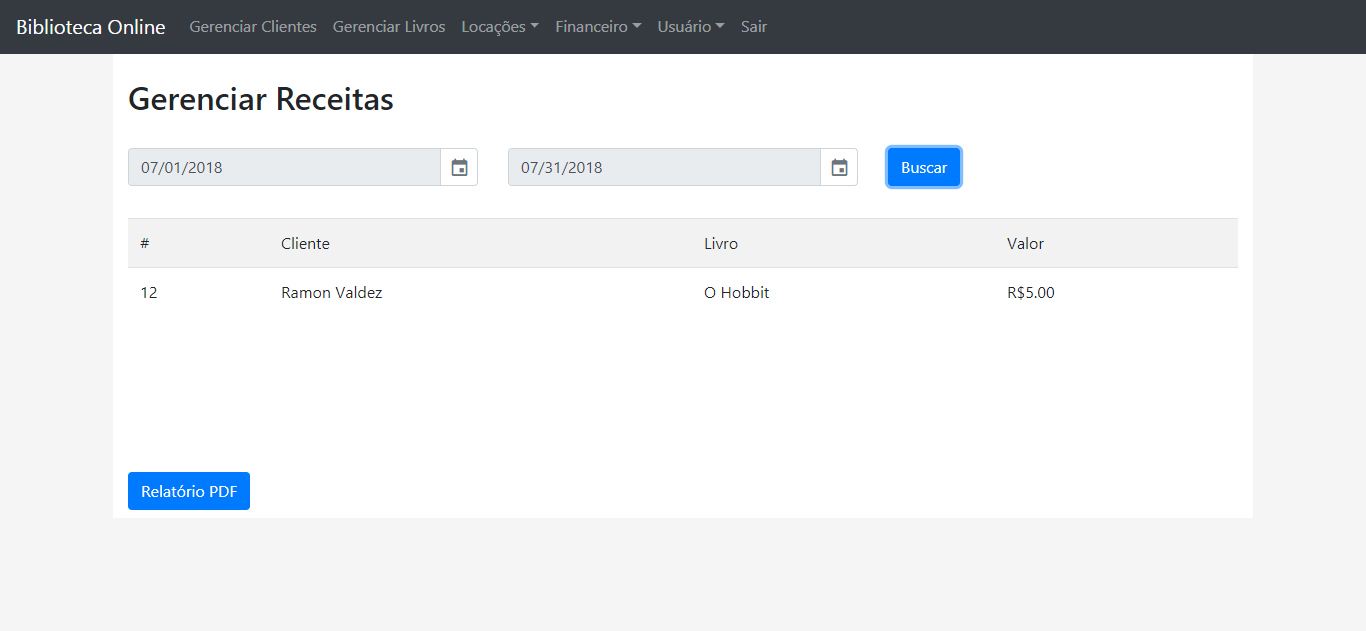 Biblioteca Online Gerenciar Clientes Gerenciar Livros Locações Financeiro Usuário Sair
Gerenciar Receitas
07/01/2018 07/31/2018 Buscar
# Cliente Livro Valor
12 Ramon Valdez O Hobbit R$5.00
Relatório PDF